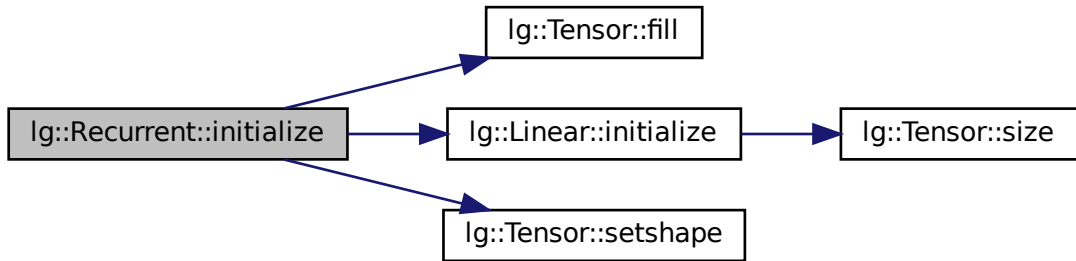 lg::Tensor::fill
lg::Recurrent::initialize
lg::Linear::initialize
lg::Tensor::size
lg::Tensor::setshape